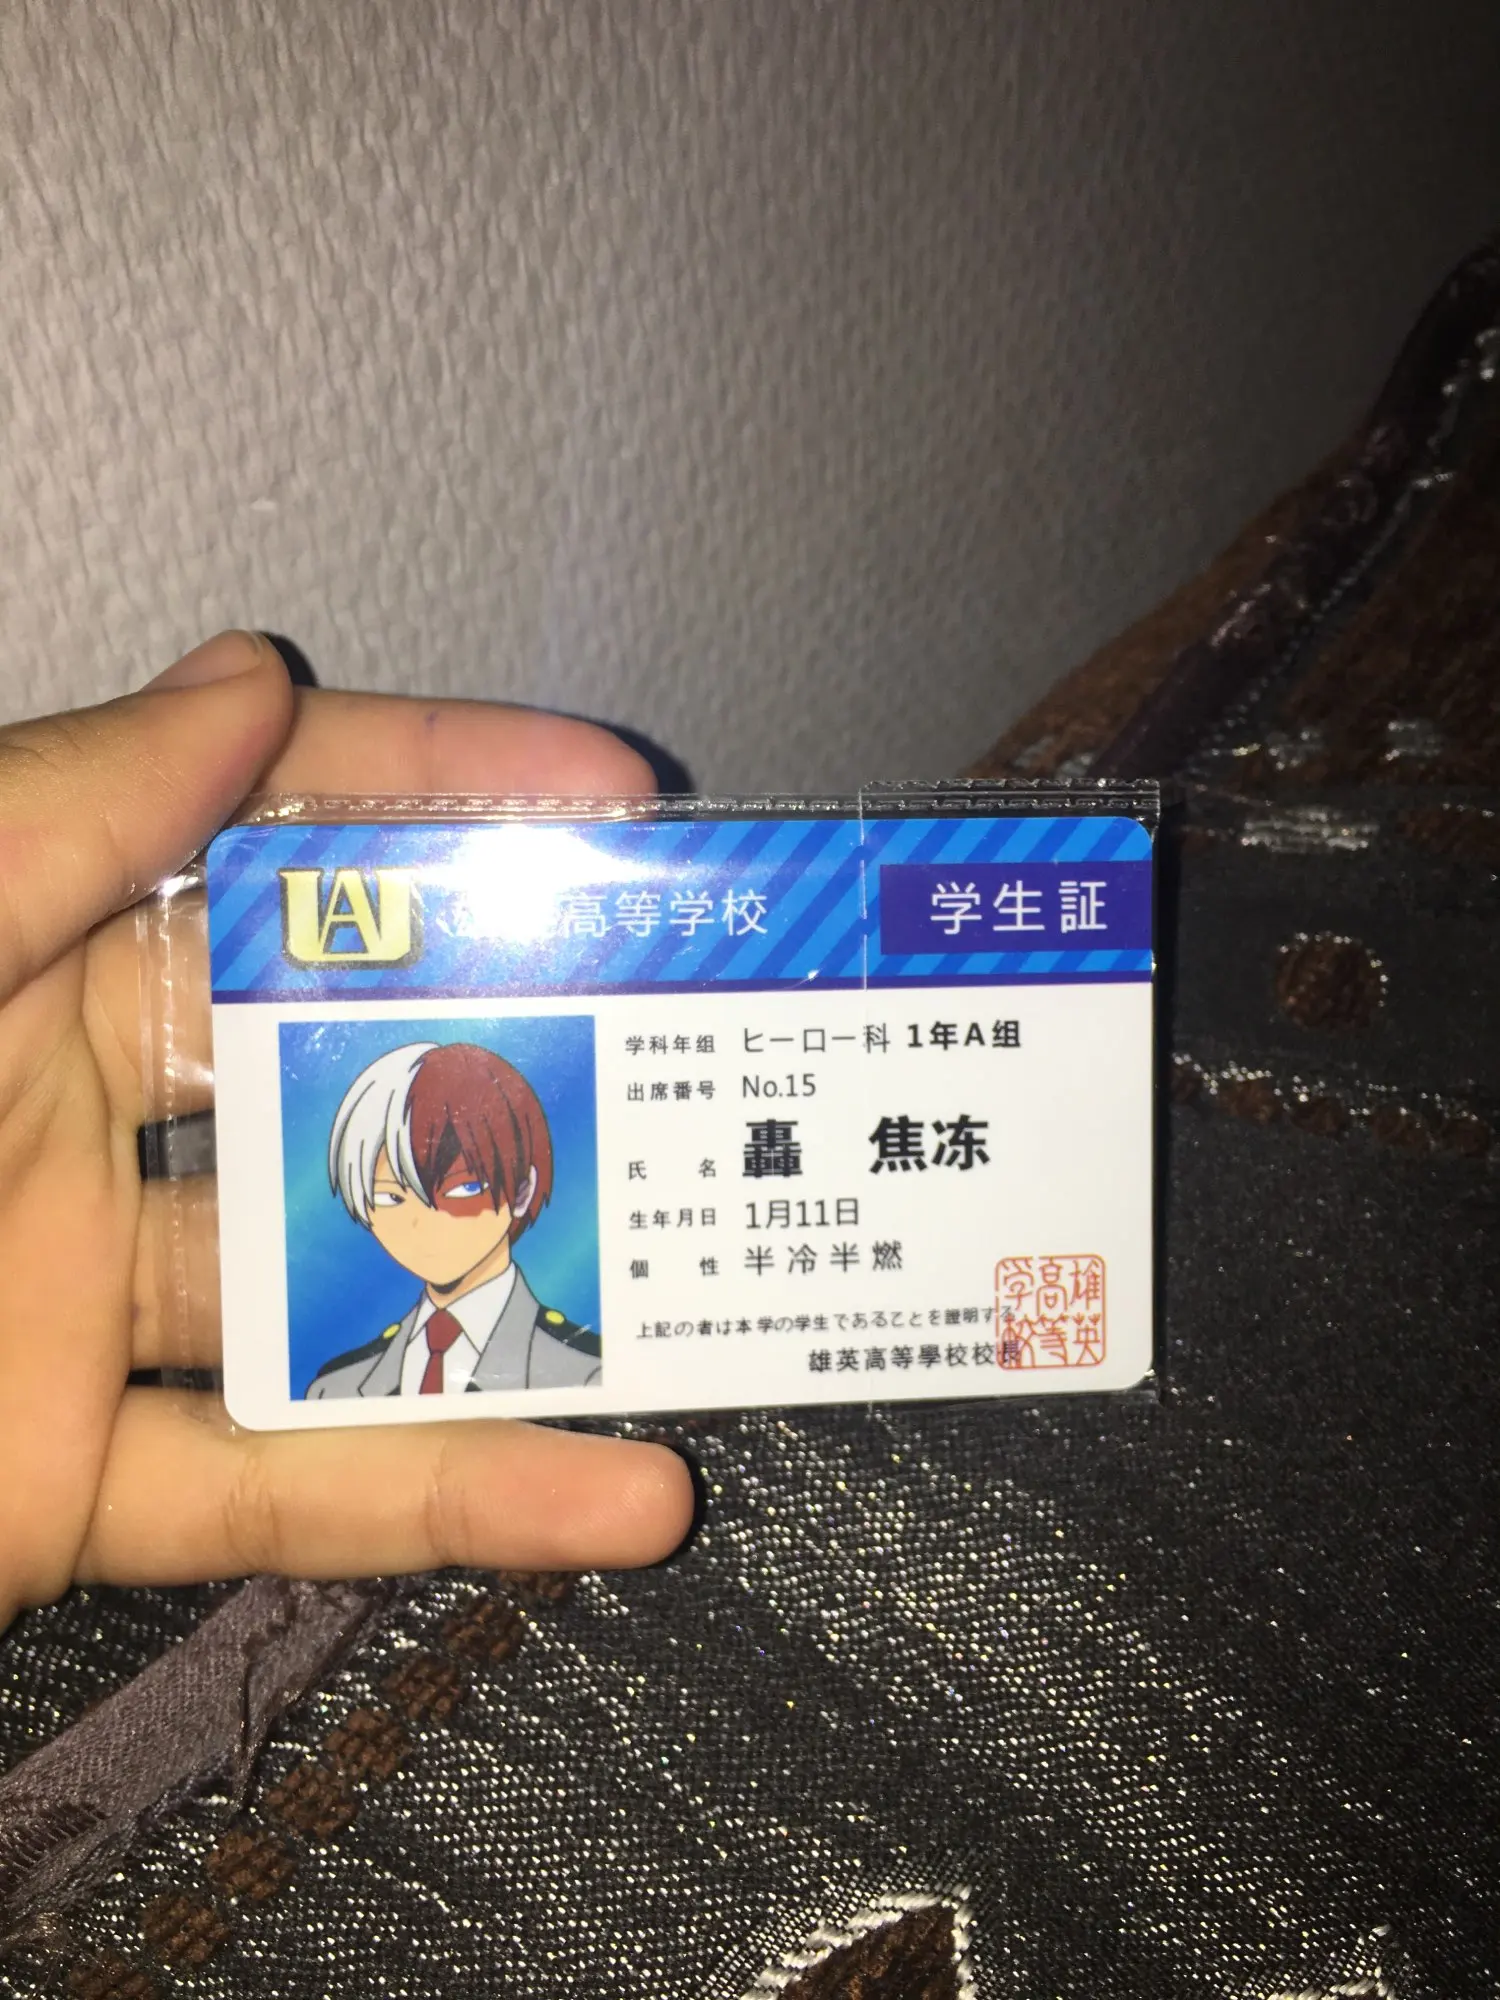 UA 高等学校 学生証
学科年组 ヒーロー科 1年A组
出席番号 No.15
氏名 轟 焦冻
生年月日 1月11日
個性 半冷半燃
上記の者は本学の学生であることを證明する
雄英高等學校校長
雄英高等学校